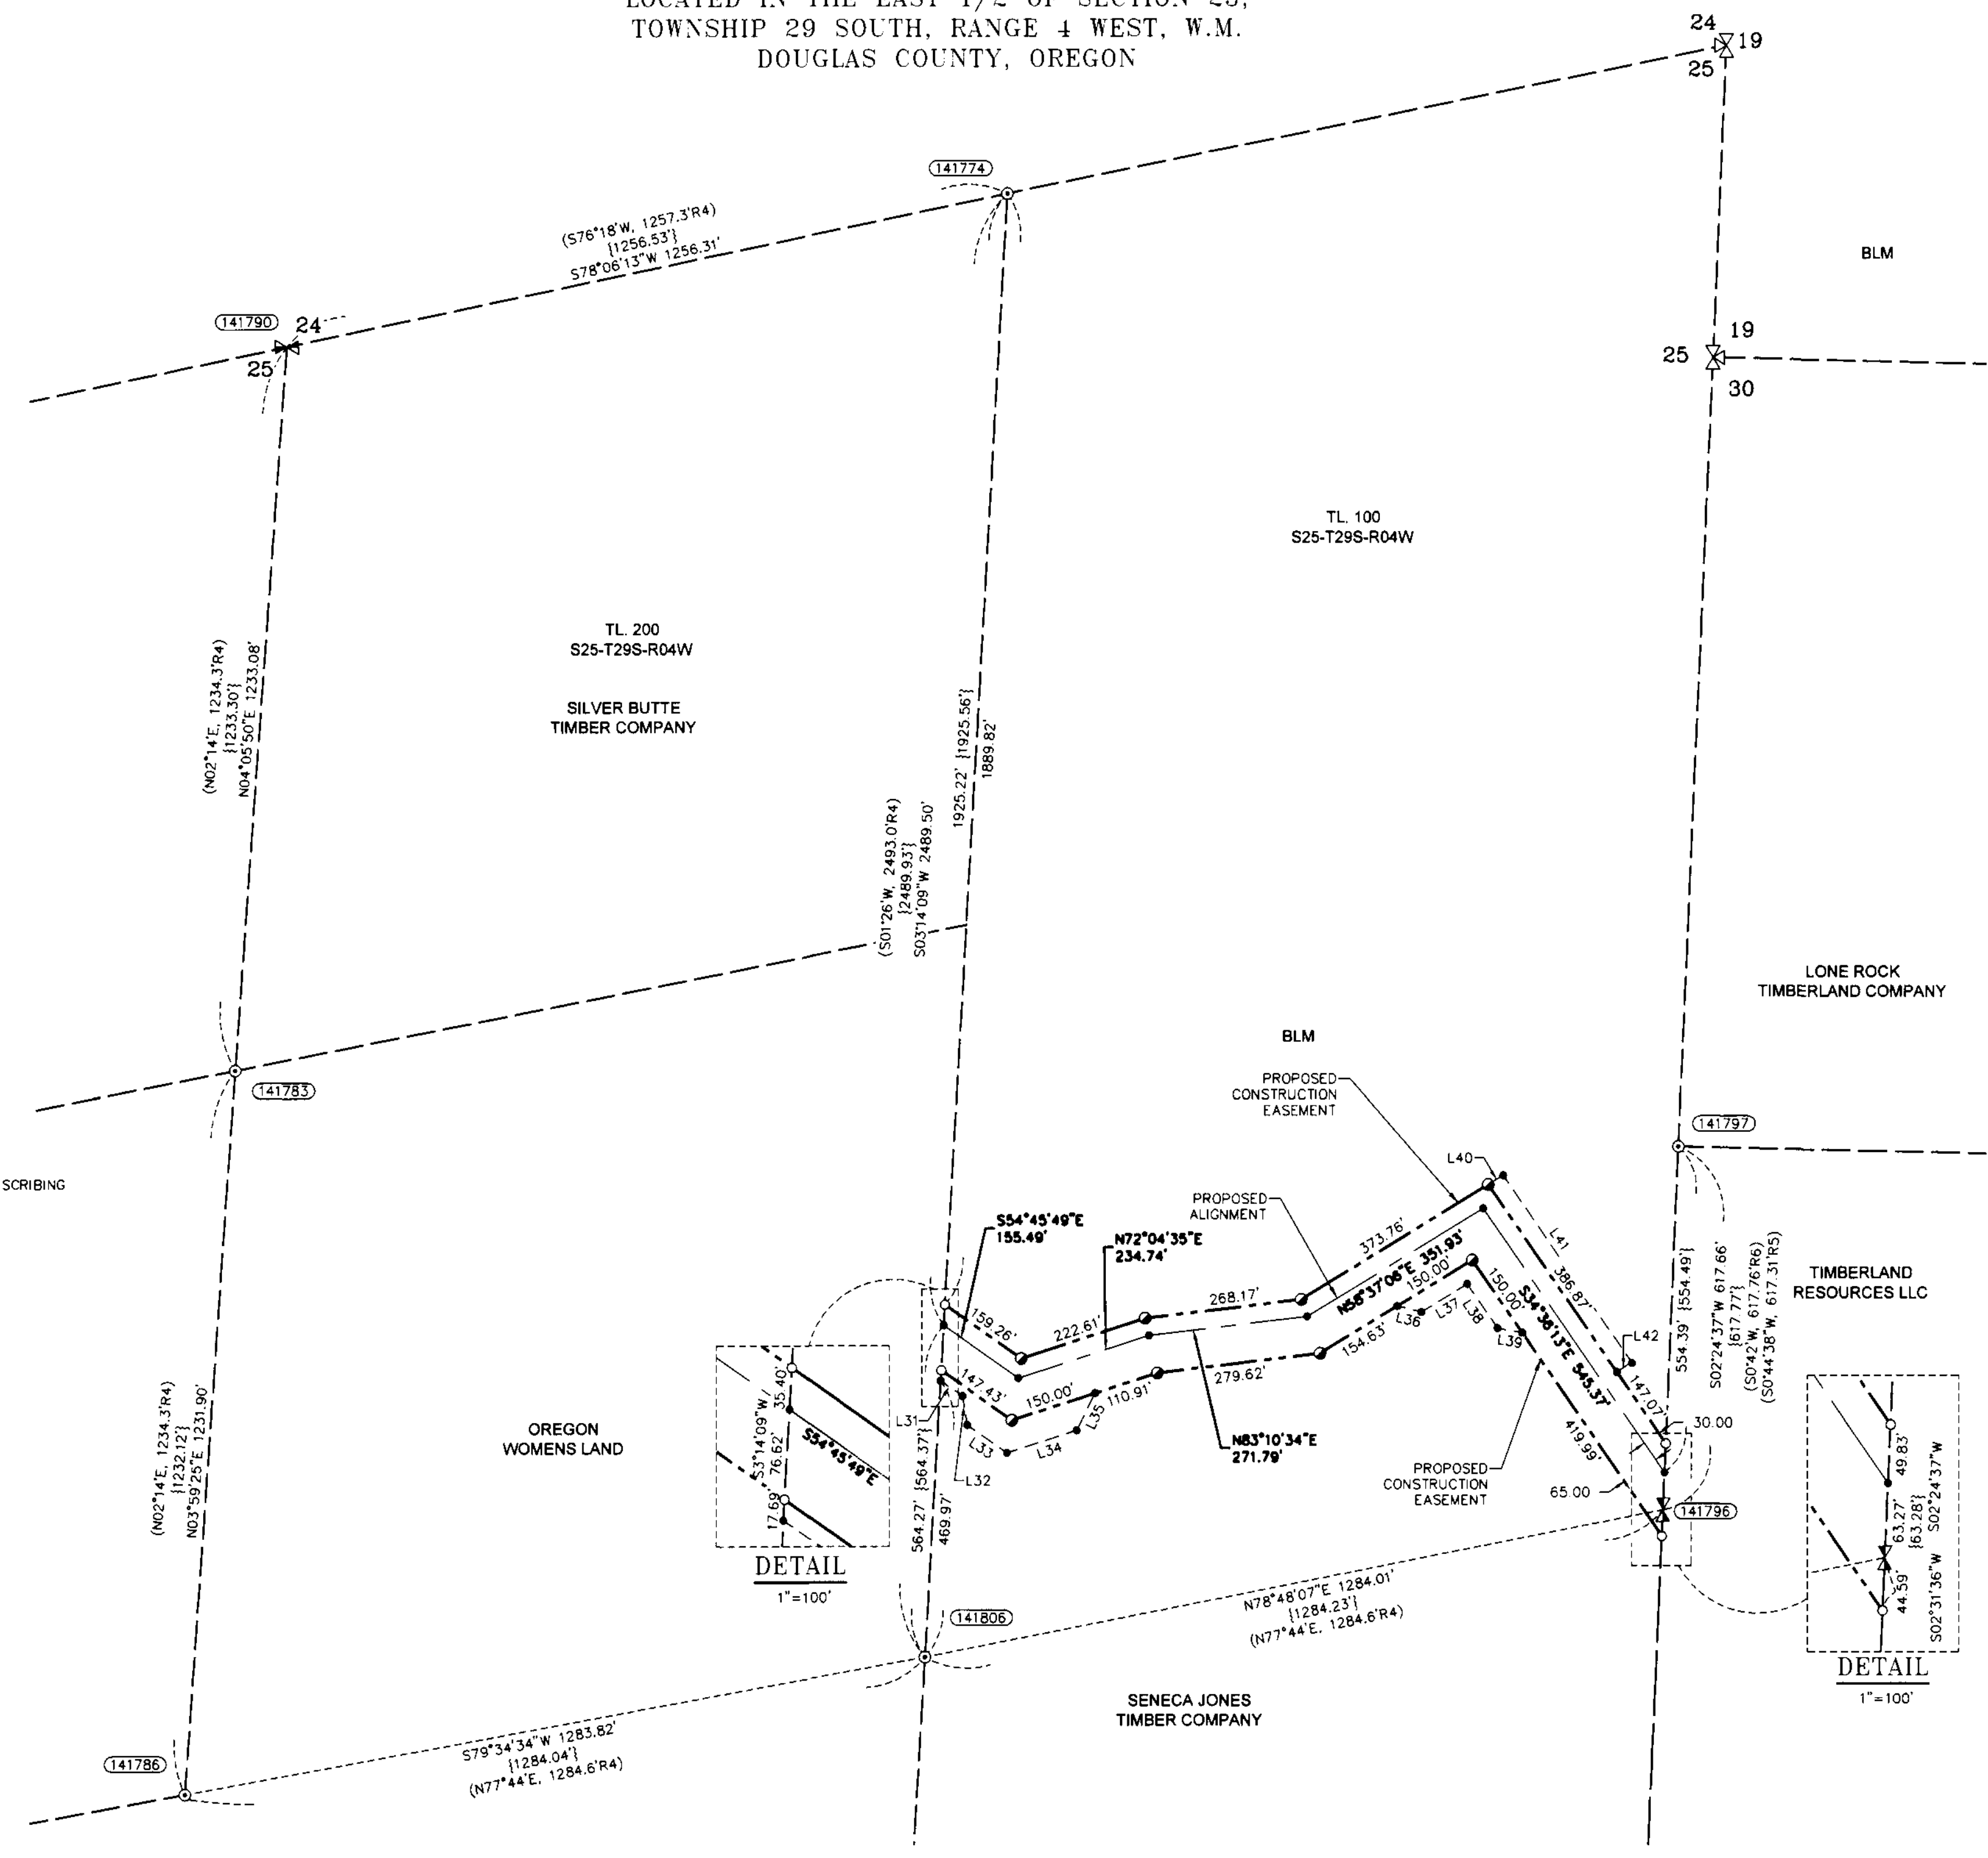 TOWNSHIP 29 SOUTH, RANGE 4 WEST, W.M.
DOUGLAS COUNTY, OREGON
24
19
25
141774
(S76°18'W, 1257.3'R4)
{1256.53'}
S78°06'13"W 1256.31'
BLM
141790
24
25
19
25
30
TL. 100
S25-T29S-R04W
TL. 200
S25-T29S-R04W
SILVER BUTTE
TIMBER COMPANY
(N02°14'E, 1234.3'R4)
{1233.30'}
N04°05'50"E 1233.08'
1925.22' {1925.56'}
1889.82'
(S01°26'W, 2493.0'R4)
{2489.93'}
S03°14'09"W 2489.50'
LONE ROCK
TIMBERLAND COMPANY
BLM
PROPOSED
CONSTRUCTION
EASEMENT
141783
141797
SCRIBING
L40
PROPOSED
ALIGNMENT
L41
S54°45'49"E
155.49'
N72°04'35"E
234.74'
373.76'
N58°37'06"E 351.93'
150.00'
386.87'
S34°36'13"E 545.37'
150.00'
268.17'
159.26'
222.61'
154.63'
L36
L37
L38
L39
L42
147.07'
554.39' {554.49'}
S02°24'37"W 617.66'
{617.77'}
(S0°42'W, 617.76'R6)
(S0°44'38"W, 617.31'R5)
TIMBERLAND
RESOURCES LLC
147.43'
150.00'
110.91'
279.62'
L31
L33
L34
L35
L32
N83°10'34"E
271.79'
419.99'
30.00
PROPOSED
CONSTRUCTION
EASEMENT
65.00
141796
S3°14'09"W/
76.62'
35.40'
S54°45'49"E
17.69'
DETAIL
1"=100'
OREGON
WOMENS LAND
(N02°14'E, 1234.3'R4)
{1232.12'}
N03°59'25"E 1231.90'
564.27' {564.37'}
469.97'
49.83'
63.27'
{63.28'}
S02°24'37"W
44.59'
S02°31'36"W
DETAIL
1"=100'
141806
N78°48'07"E 1284.01'
{1284.23'}
(N77°44'E, 1284.6'R4)
SENECA JONES
TIMBER COMPANY
141786
S79°34'34"W 1283.82'
{1284.04'}
(N77°44'E, 1284.6'R4)